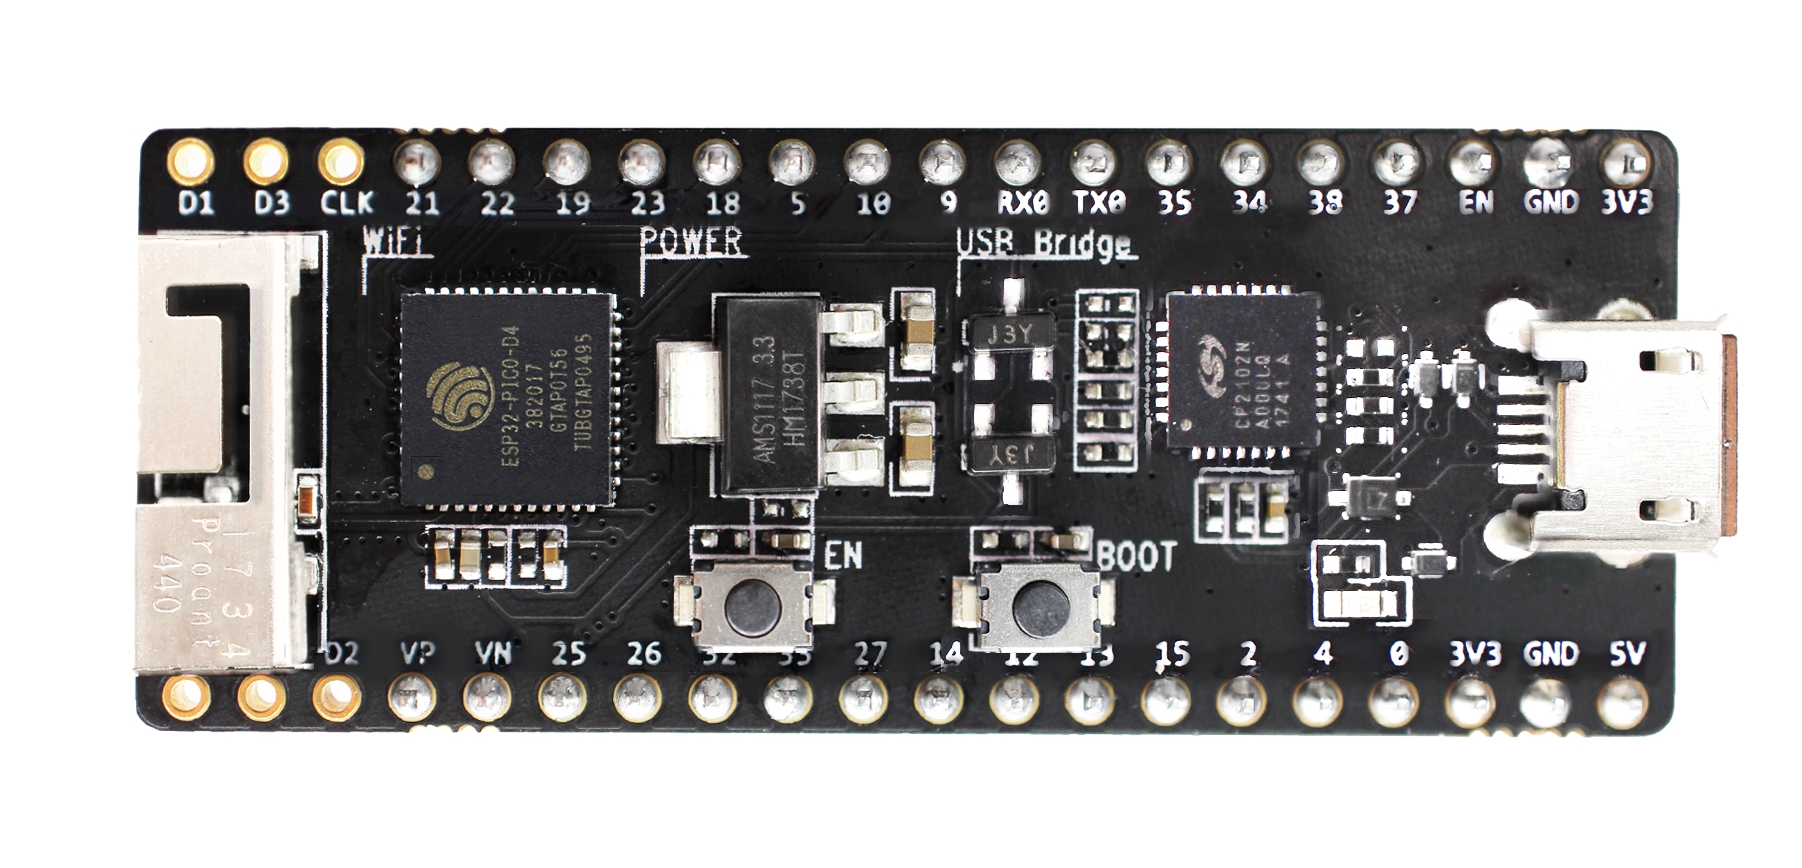 D1 D3 CLK 21 22 19 23 18 5 10 9 RX0 TX0 35 34 38 37 EN GND 3V3
WiFi
POWER
USB Bridge
ESP32-PICO-D4
382017
GTAP0156
TUBGTAP0495
AMS1117 3.3
HM1738T
J3Y
J3Y
CP2102N
A00ULQ
1741 A
EN
BOOT
1734
Proant
440
D2 VP VN 25 26 32 33 27 14 12 13 15 2 4 0 3V3 GND 5V